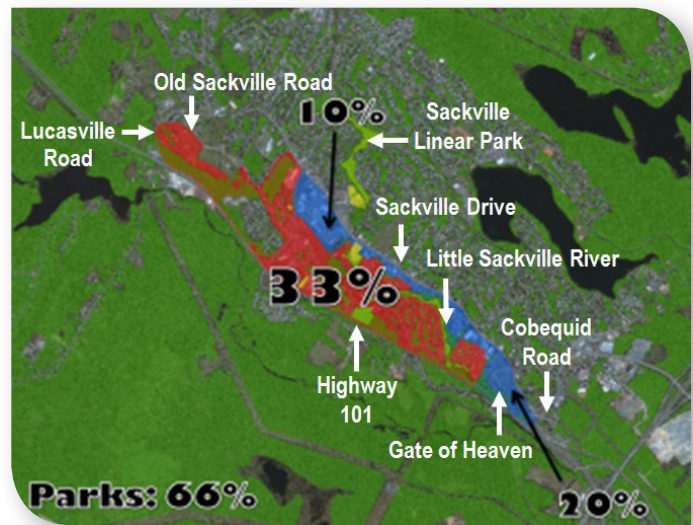 Old Sackville Road
10%
Sackville
Linear Park
Lucasville
Road
Sackville Drive
Little Sackville River
33%
Cobequid
Road
Highway
101
Gate of Heaven
Parks: 66%
20%